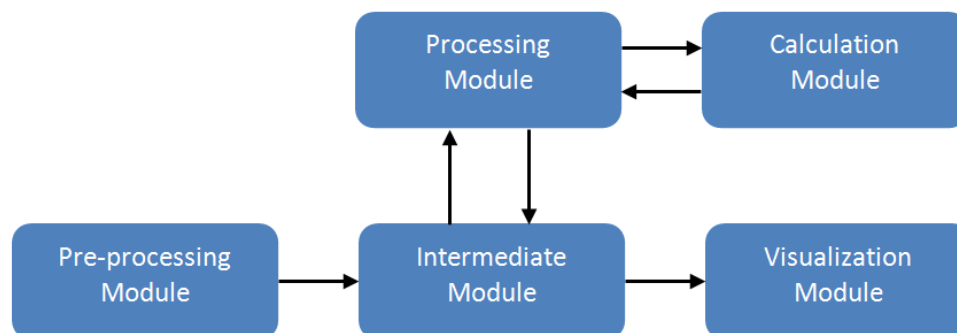 Processing
Module
Calculation
Module
Pre-processing
Module
Intermediate
Module
Visualization
Module